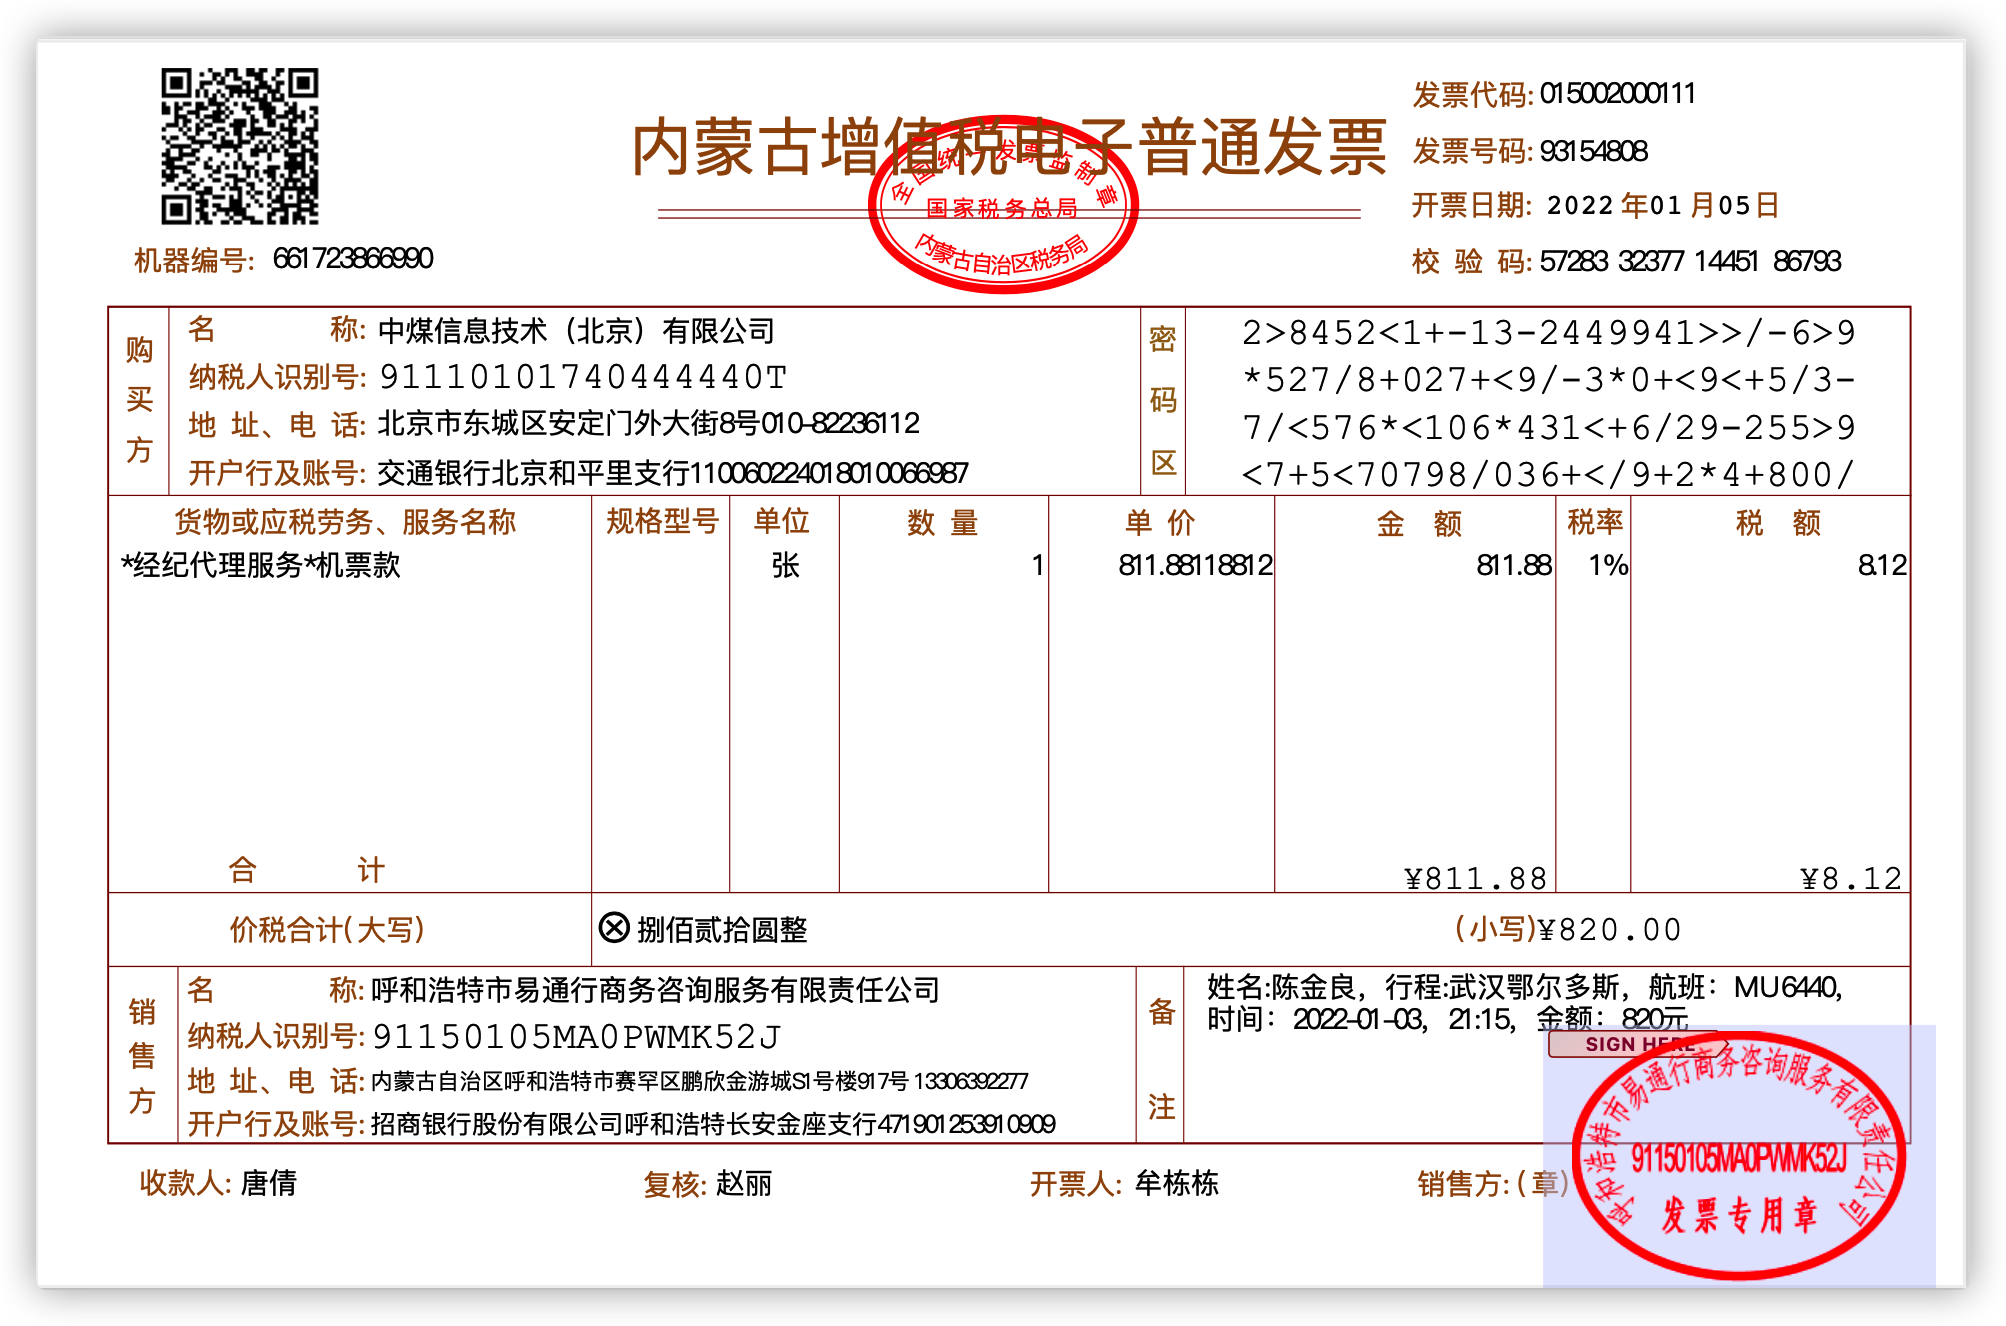 内蒙古增值税电子普通发票
全国统一发票监制章
国家税务总局
内蒙古自治区税务局
机器编号: 661723866990
发票代码: 015002000111
发票号码: 93154808
开票日期: 2022 年 01 月 05 日
校 验 码: 57283 32377 14451 86793
购买方
名 称: 中煤信息技术（北京）有限公司
纳税人识别号: 91110101740444440T
地 址、电 话: 北京市东城区安定门外大街8号010-82236112
开户行及账号: 交通银行北京和平里支行110060224018010066987
密码区
2>8452<1+-13-2449941>>/-6>9
*527/8+027+<9/-3*0+<9<+5/3-
7/<576*<106*431<+6/29-255>9
<7+5<70798/036+</9+2*4+800/
货物或应税劳务、服务名称 规格型号 单位 数 量 单 价 金 额 税率 税 额
*经纪代理服务*机票款 张 1 811.88118812 811.88 1% 8.12
合 计 ¥811.88 ¥8.12
价税合计(大写) ⊗ 捌佰贰拾圆整 (小写)¥820.00
销售方
名 称: 呼和浩特市易通行商务咨询服务有限责任公司
纳税人识别号: 91150105MA0PWMK52J
地 址、电 话: 内蒙古自治区呼和浩特市赛罕区鹏欣金游城S1号楼917号 13306392277
开户行及账号: 招商银行股份有限公司呼和浩特长安金座支行471901253910909
备注
姓名:陈金良，行程:武汉鄂尔多斯，航班：MU6440,
时间：2022-01-03，21:15，金额：820元
SIGN HERE
呼和浩特市易通行商务咨询服务有限责任公司
91150105MA0PWMK52J
发票专用章
收款人: 唐倩 复核: 赵丽 开票人: 牟栋栋 销售方: (章)